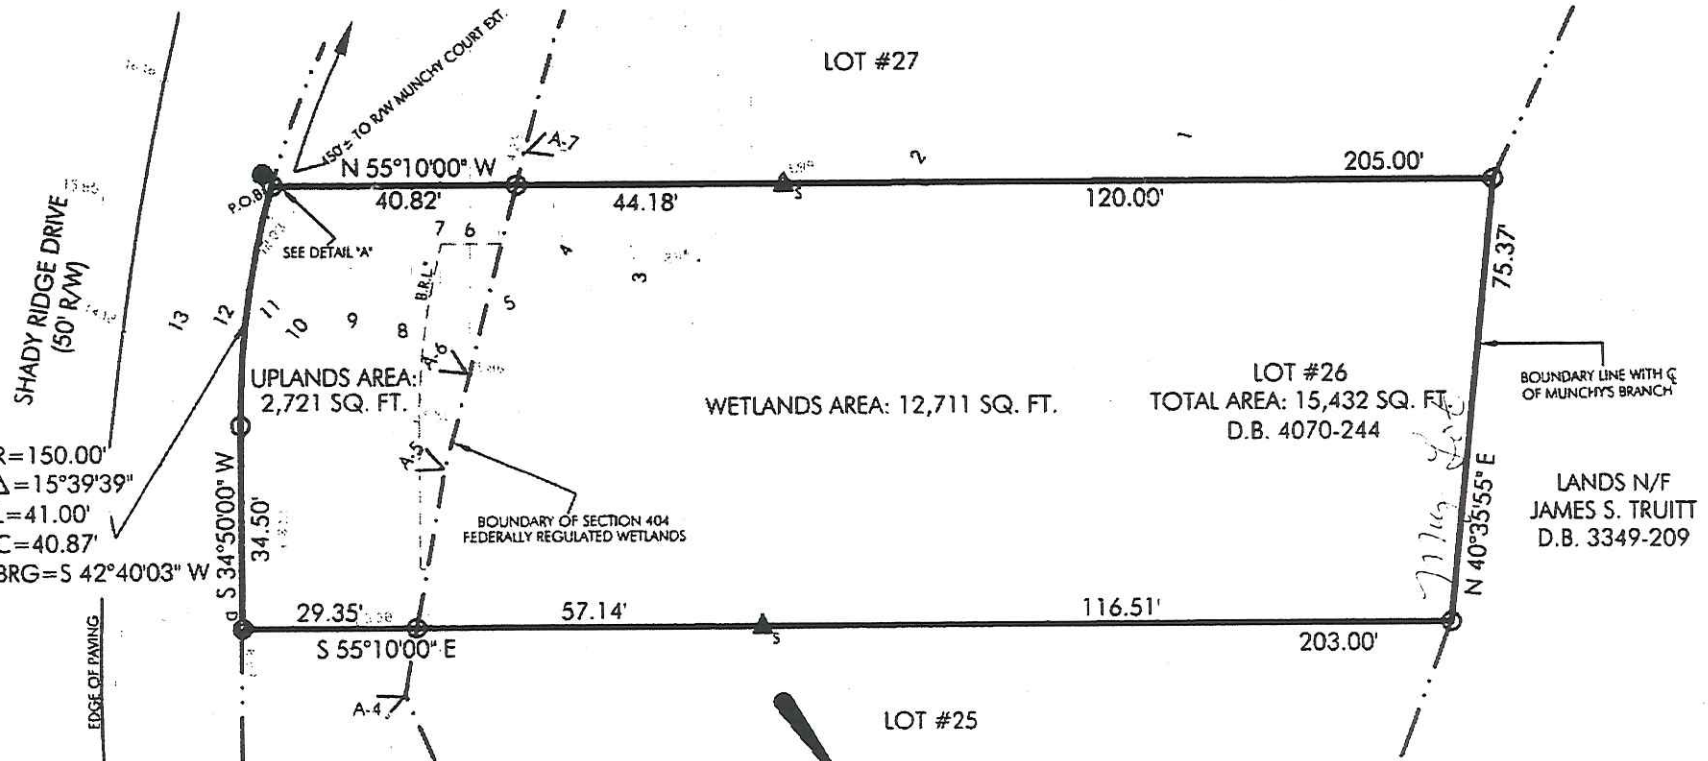 LOT #27
450'± TO R/W MUNCHY COURT EXT.
A-7
N 55°10'00" W
40.82'
44.18'
S
2
1
205.00'
120.00'
P.O.B.
SEE DETAIL "A"
SHADY RIDGE DRIVE
(50' R/W)
13
12
11
10
9
8
7
6
5
4
3
B.R.L.
A-6
A-5
75.37'
UPLANDS AREA:
2,721 SQ. FT.
WETLANDS AREA: 12,711 SQ. FT.
LOT #26
TOTAL AREA: 15,432 SQ. FT.
D.B. 4070-244
BOUNDARY LINE WITH ℄
OF MUNCHY'S BRANCH
R=150.00'
Δ=15°39'39"
L=41.00'
C=40.87'
BRG=S 42°40'03" W
S 34°50'00" W
34.50'
BOUNDARY OF SECTION 404
FEDERALLY REGULATED WETLANDS
N 40°35'55" E
LANDS N/F
JAMES S. TRUITT
D.B. 3349-209
EDGE OF PAVING
29.35'
57.14'
116.51'
S 55°10'00" E
S
203.00'
A-4
LOT #25